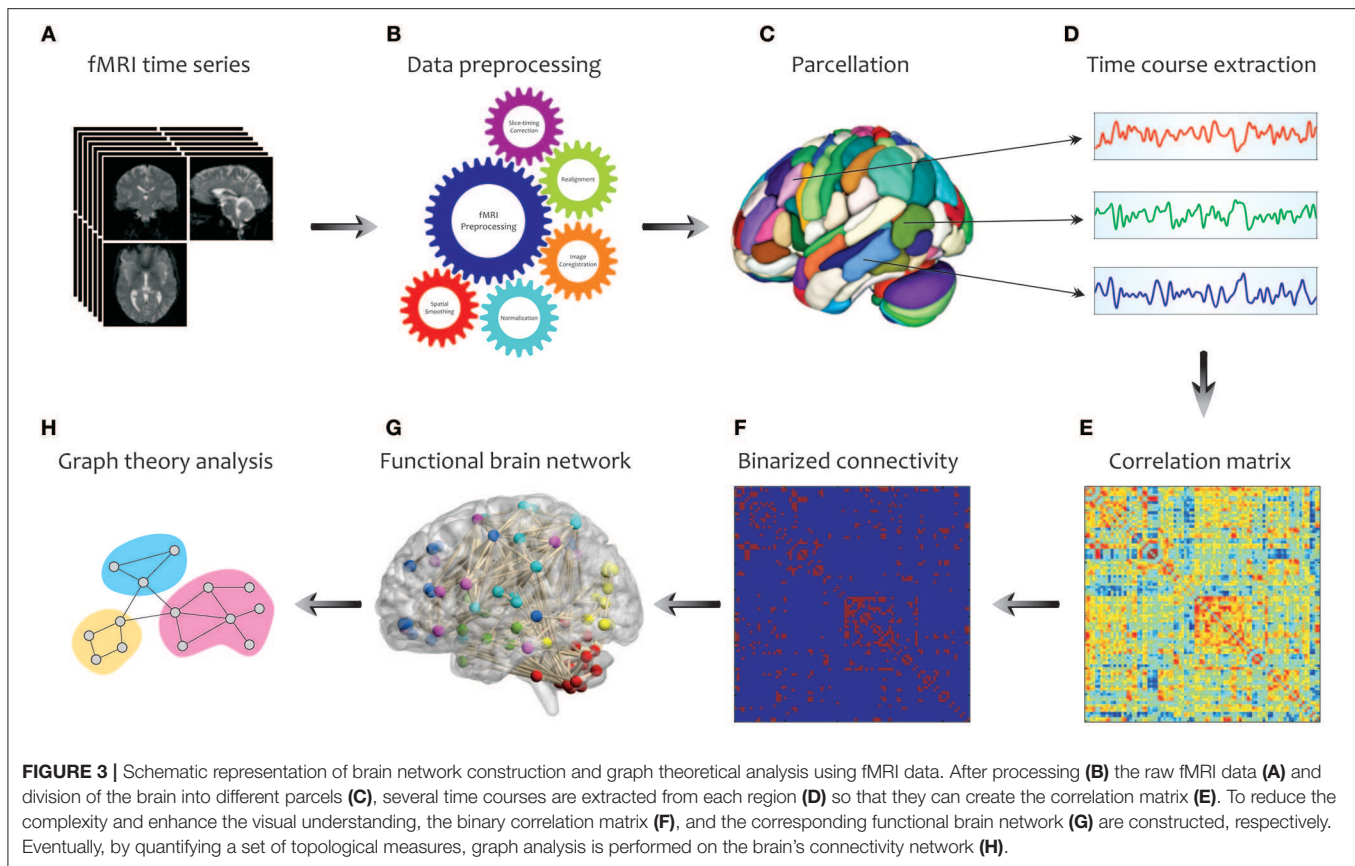 A
fMRI time series
B
Data preprocessing
Slice-timing
Correction
Realignment
fMRI
Preprocessing
Image
Coregistration
Spatial
Smoothing
Normalization
C
Parcellation
D
Time course extraction
H
Graph theory analysis
G
Functional brain network
F
Binarized connectivity
E
Correlation matrix
FIGURE 3 | Schematic representation of brain network construction and graph theoretical analysis using fMRI data. After processing (B) the raw fMRI data (A) and
division of the brain into different parcels (C), several time courses are extracted from each region (D) so that they can create the correlation matrix (E). To reduce the
complexity and enhance the visual understanding, the binary correlation matrix (F), and the corresponding functional brain network (G) are constructed, respectively.
Eventually, by quantifying a set of topological measures, graph analysis is performed on the brain's connectivity network (H).